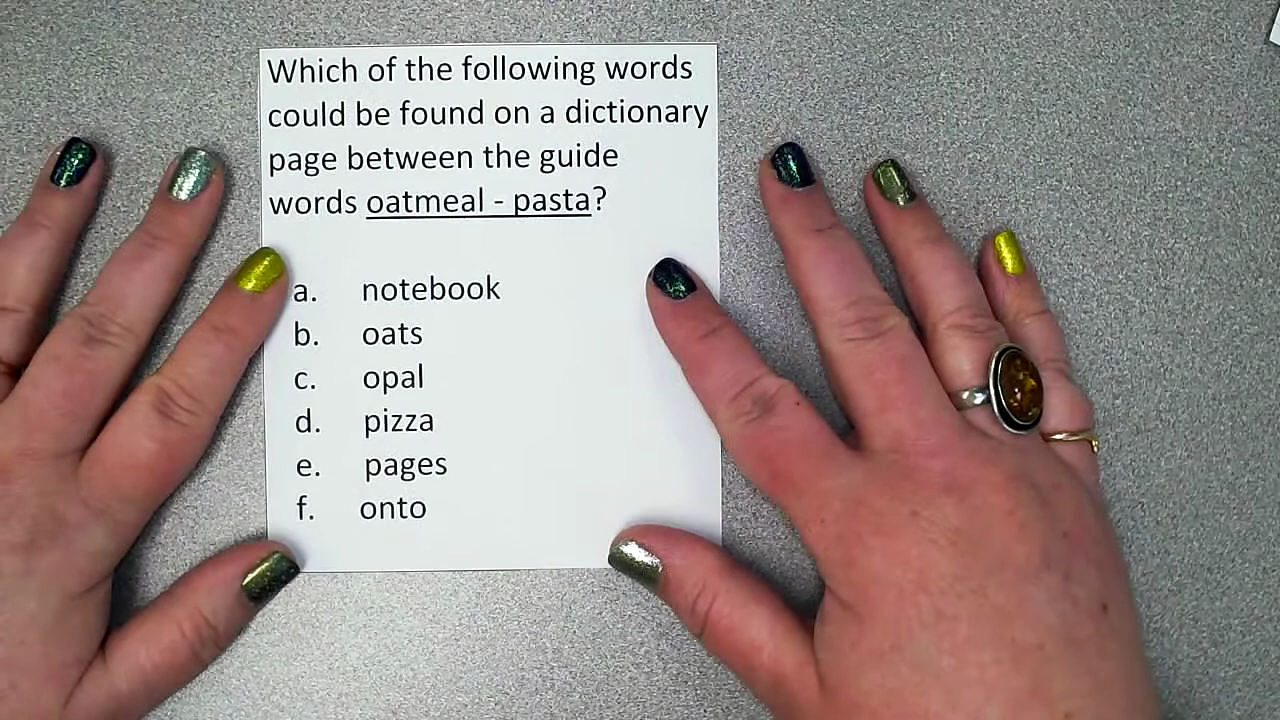 Which of the following words
could be found on a dictionary
page between the guide
words oatmeal - pasta?
a. notebook
b. oats
c. opal
d. pizza
e. pages
f. onto